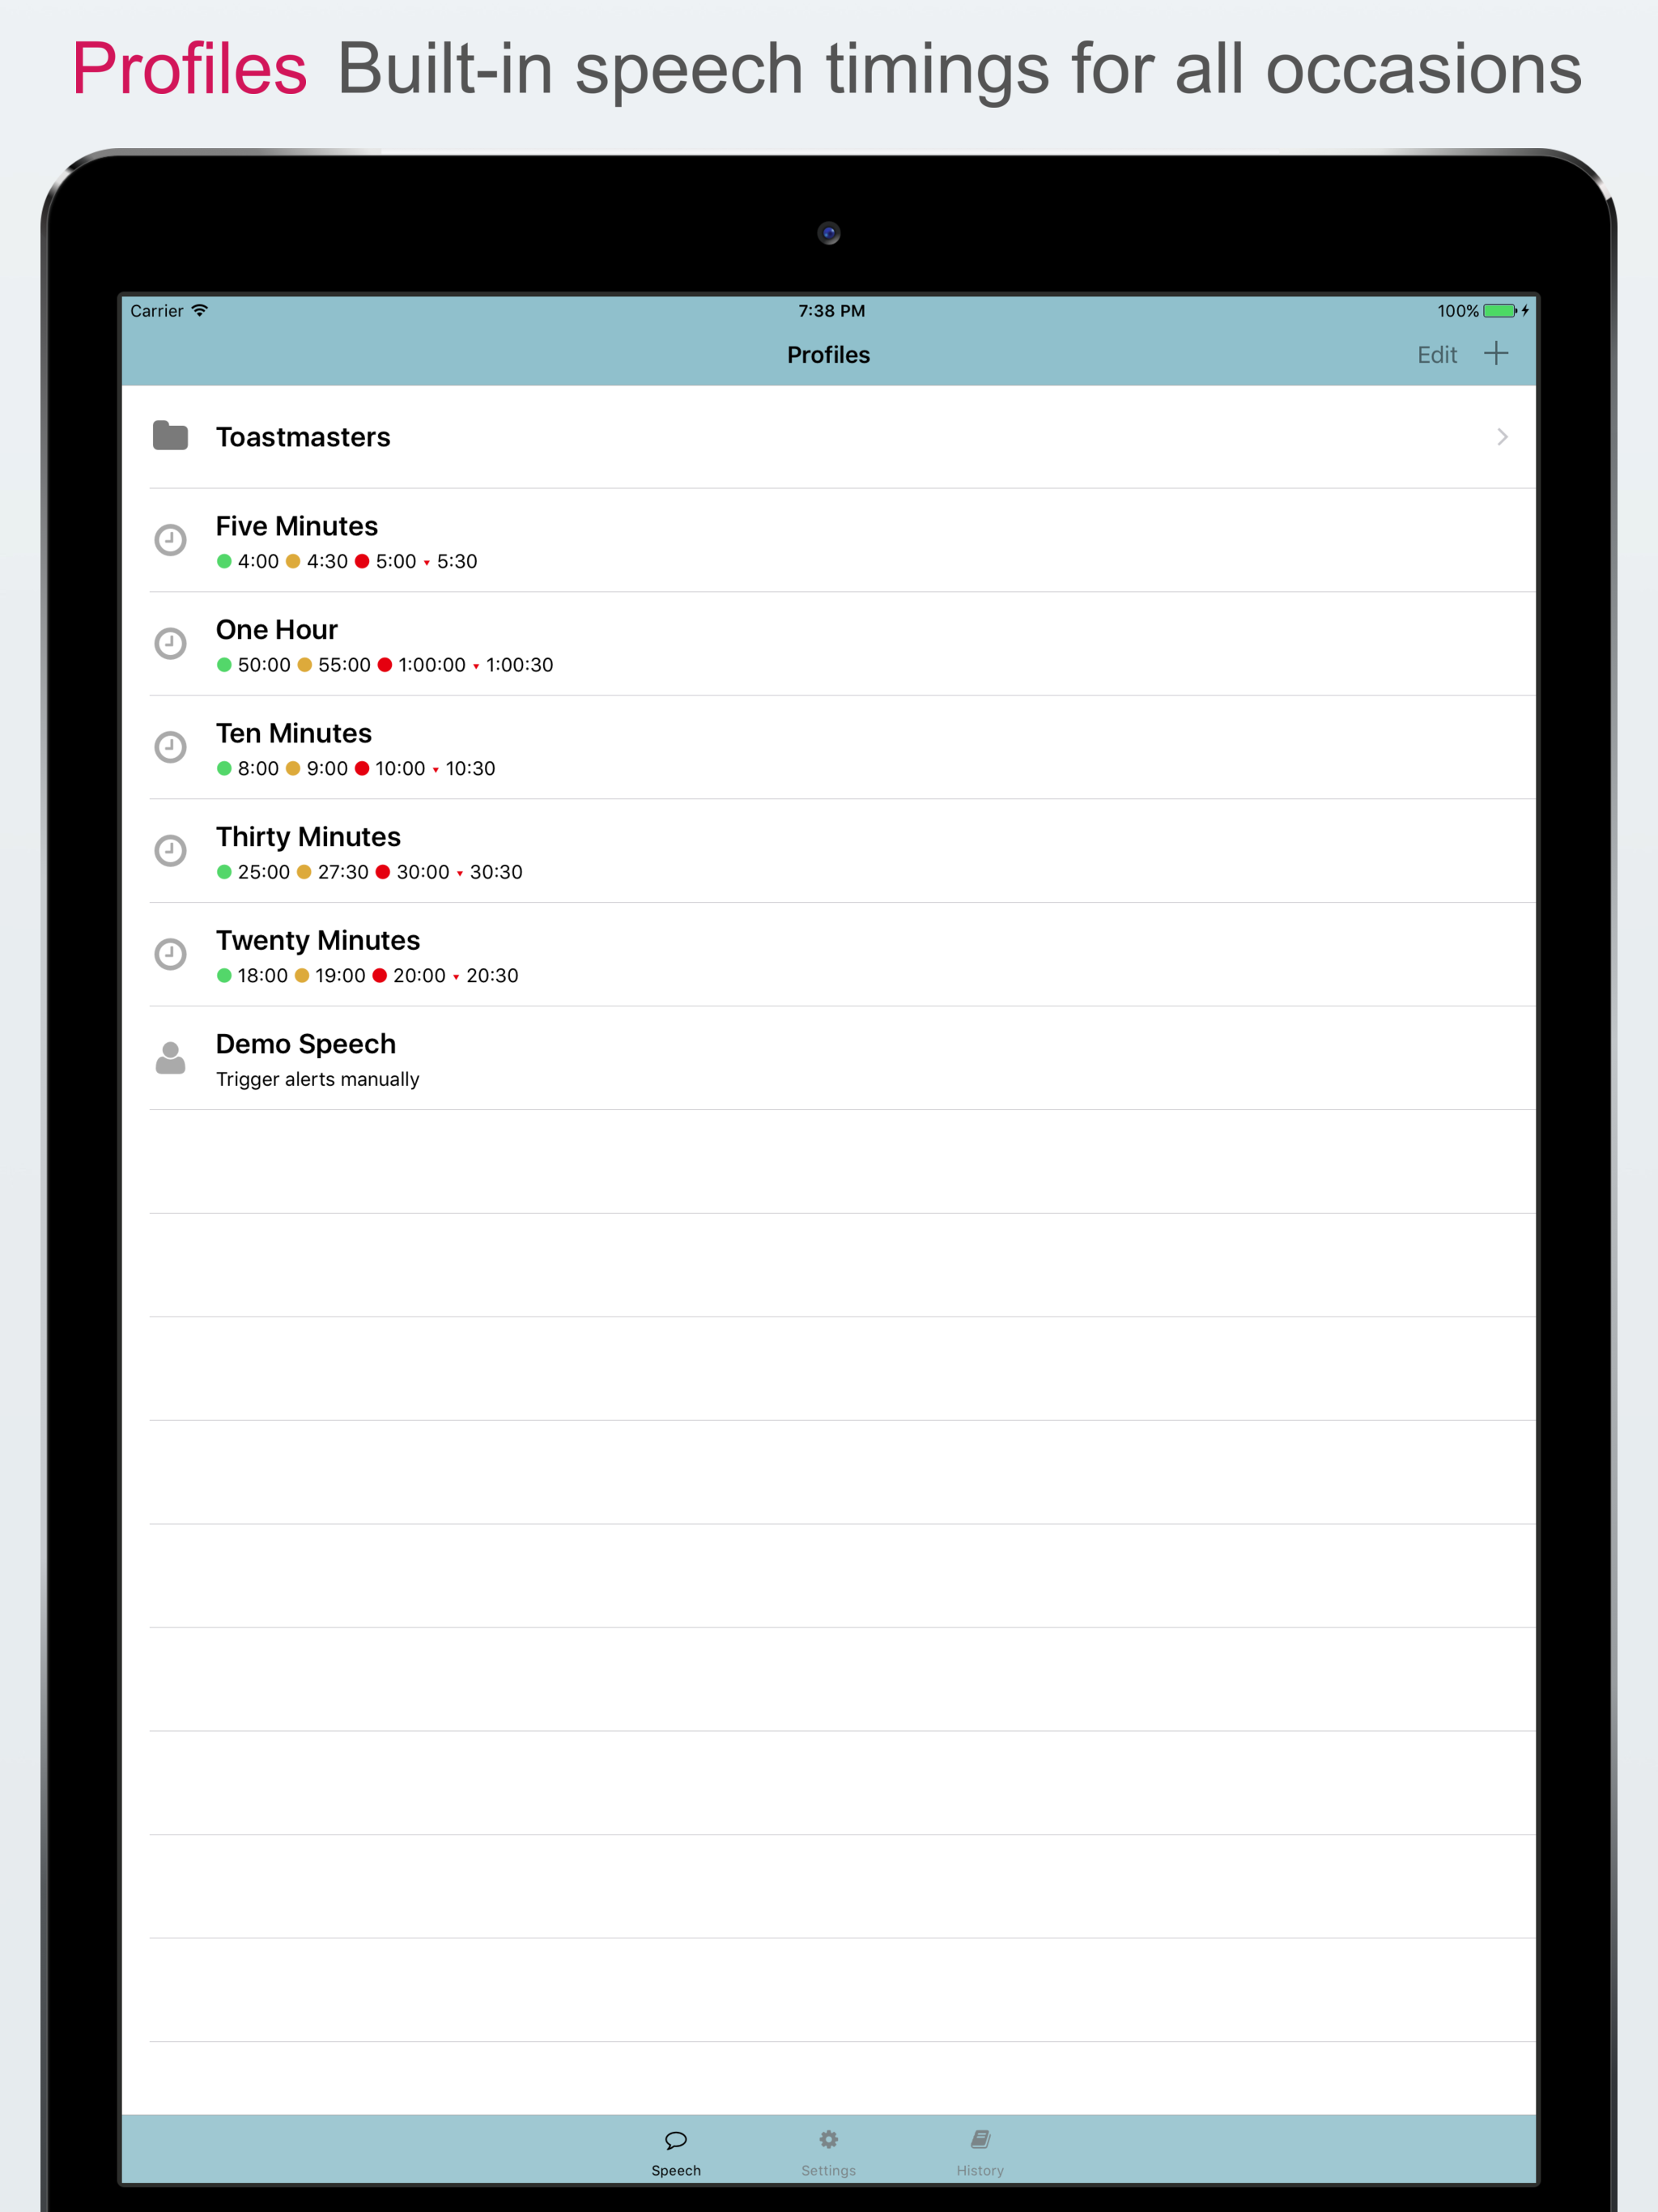 Profiles Built-in speech timings for all occasions
Carrier 7:38 PM 100%
Profiles Edit
Toastmasters
Five Minutes
4:00 4:30 5:00 5:30
One Hour
50:00 55:00 1:00:00 1:00:30
Ten Minutes
8:00 9:00 10:00 10:30
Thirty Minutes
25:00 27:30 30:00 30:30
Twenty Minutes
18:00 19:00 20:00 20:30
Demo Speech
Trigger alerts manually
Speech Settings History